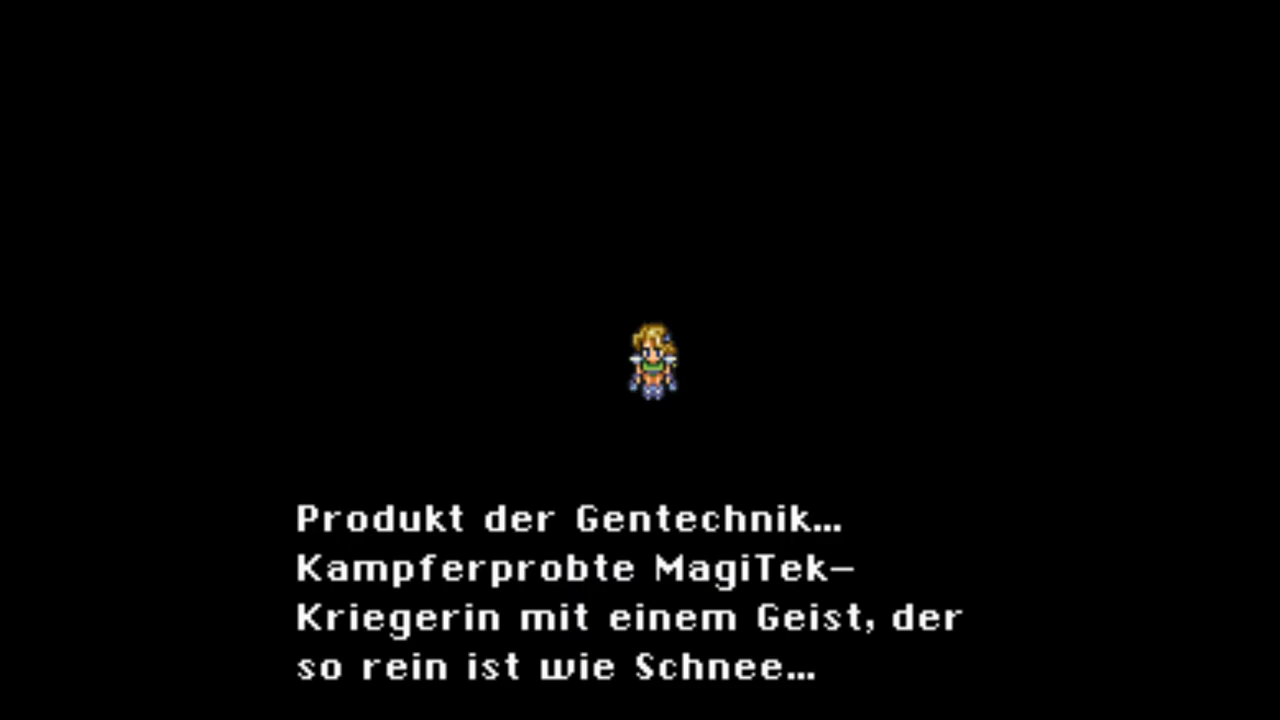 Produkt der Gentechnik...
Kampferprobte MagiTek-
Kriegerin mit einem Geist, der
so rein ist wie Schnee...